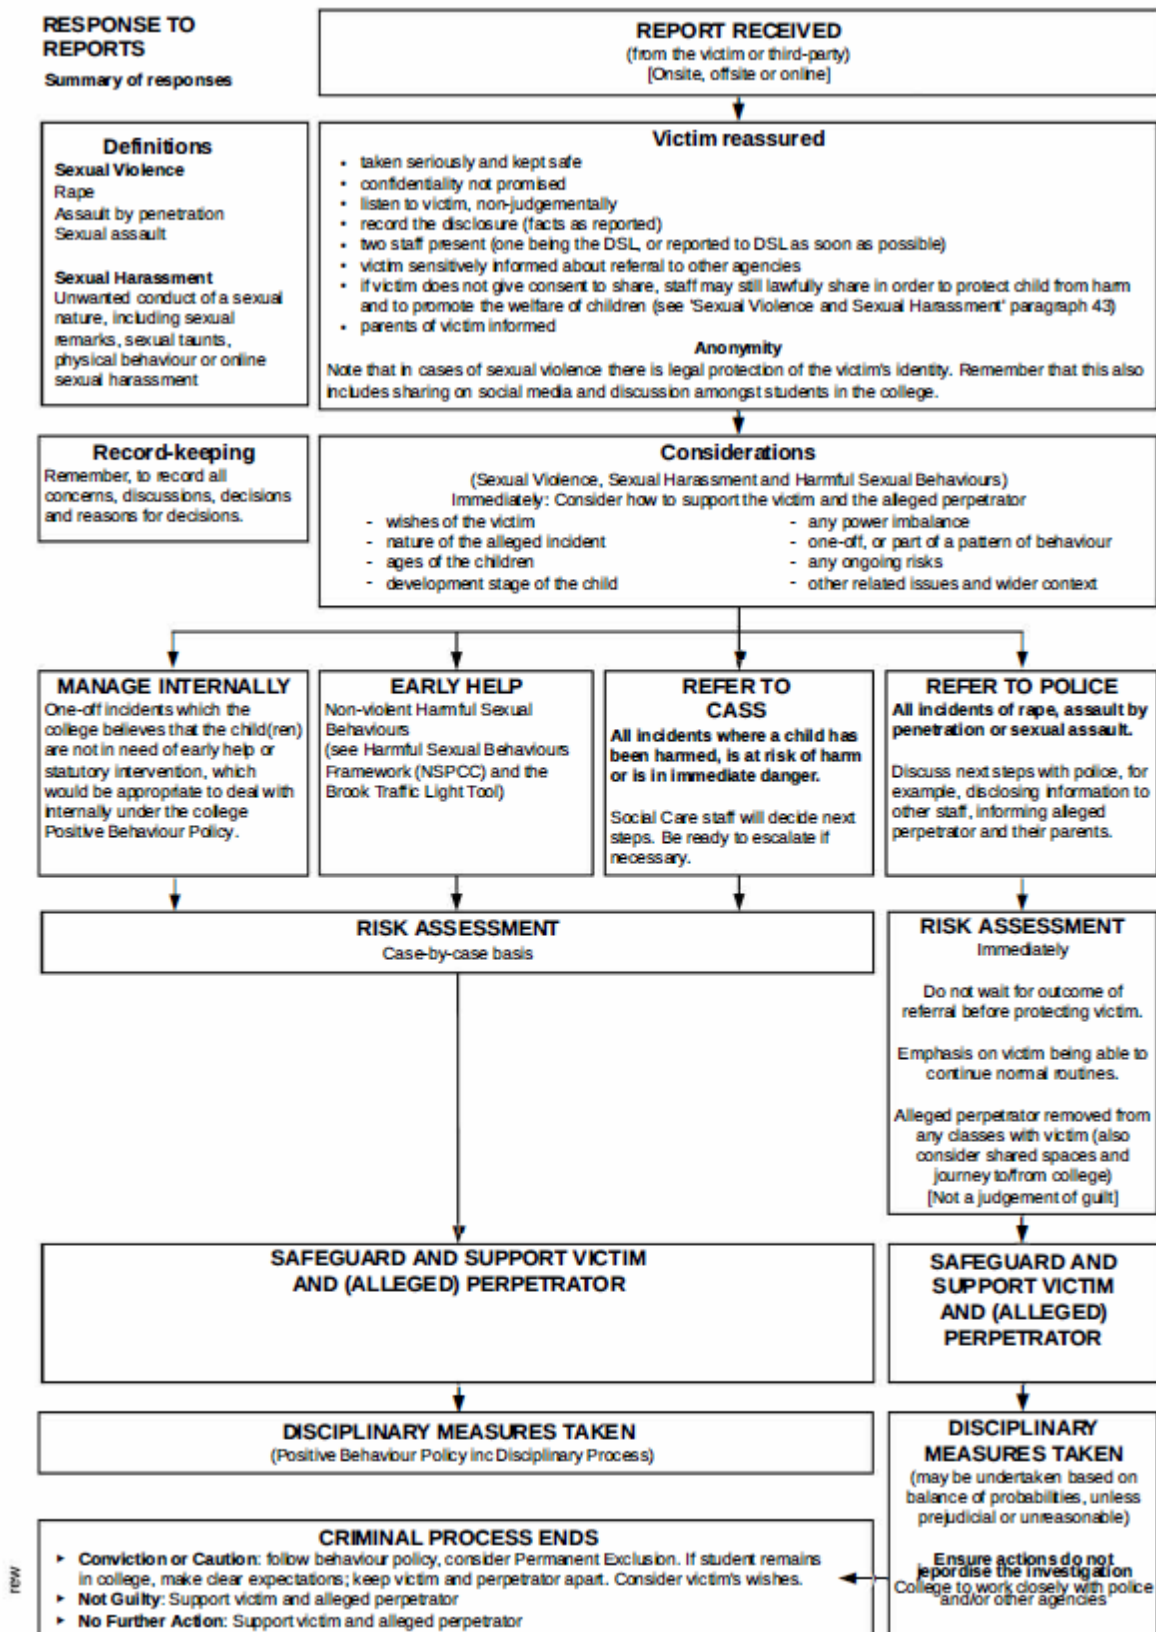 RESPONSE TO
REPORTS
Summary of responses
REPORT RECEIVED
(from the victim or third-party)
[Onsite, offsite or online]
Definitions
Sexual Violence
Rape
Assault by penetration
Sexual assault
Sexual Harassment
Unwanted conduct of a sexual
nature, including sexual
remarks, sexual taunts,
physical behaviour or online
sexual harassment
Victim reassured
• taken seriously and kept safe
• confidentiality not promised
• listen to victim, non-judgementally
• record the disclosure (facts as reported)
• two staff present (one being the DSL, or reported to DSL as soon as possible)
• victim sensitively informed about referral to other agencies
• if victim does not give consent to share, staff may still lawfully share in order to protect child from harm
and to promote the welfare of children (see 'Sexual Violence and Sexual Harassment' paragraph 43)
• parents of victim informed
Anonymity
Note that in cases of sexual violence there is legal protection of the victim's identity. Remember that this also
includes sharing on social media and discussion amongst students in the college.
Record-keeping
Remember, to record all
concerns, discussions, decisions
and reasons for decisions.
Considerations
(Sexual Violence, Sexual Harassment and Harmful Sexual Behaviours)
Immediately: Consider how to support the victim and the alleged perpetrator
- wishes of the victim
- nature of the alleged incident
- ages of the children
- development stage of the child
- any power imbalance
- one-off, or part of a pattern of behaviour
- any ongoing risks
- other related issues and wider context
MANAGE INTERNALLY
One-off incidents which the
college believes that the child(ren)
are not in need of early help or
statutory intervention, which
would be appropriate to deal with
internally under the college
Positive Behaviour Policy.
EARLY HELP
Non-violent Harmful Sexual
Behaviours
(see Harmful Sexual Behaviours
Framework (NSPCC) and the
Brook Traffic Light Tool)
REFER TO
CASS
All incidents where a child has
been harmed, is at risk of harm
or is in immediate danger.
Social Care staff will decide next
steps. Be ready to escalate if
necessary.
REFER TO POLICE
All incidents of rape, assault by
penetration or sexual assault.
Discuss next steps with police, for
example, disclosing information to
other staff, informing alleged
perpetrator and their parents.
RISK ASSESSMENT
Case-by-case basis
RISK ASSESSMENT
Immediately
Do not wait for outcome of
referral before protecting victim.
Emphasis on victim being able to
continue normal routines.
Alleged perpetrator removed from
any classes with victim (also
consider shared spaces and
journey to/from college)
[Not a judgement of guilt]
SAFEGUARD AND SUPPORT VICTIM
AND (ALLEGED) PERPETRATOR
SAFEGUARD AND
SUPPORT VICTIM
AND (ALLEGED)
PERPETRATOR
DISCIPLINARY MEASURES TAKEN
(Positive Behaviour Policy inc Disciplinary Process)
DISCIPLINARY
MEASURES TAKEN
(may be undertaken based on
balance of probabilities, unless
prejudicial or unreasonable)
Ensure actions do not
jepordise the investigation
College to work closely with police
and/or other agencies
CRIMINAL PROCESS ENDS
► Conviction or Caution: follow behaviour policy, consider Permanent Exclusion. If student remains
in college, make clear expectations; keep victim and perpetrator apart. Consider victim's wishes.
► Not Guilty: Support victim and alleged perpetrator
► No Further Action: Support victim and alleged perpetrator
rew